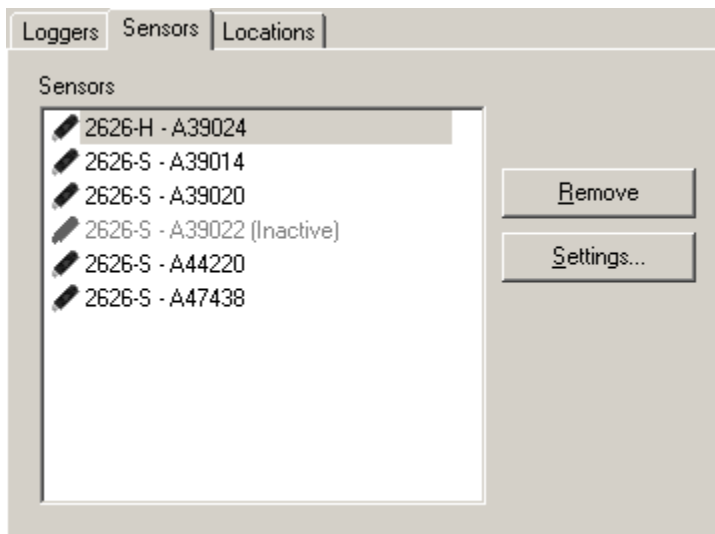 Loggers Sensors Locations
Sensors
2626-H - A39024
2626-S - A39014
2626-S - A39020
2626-S - A39022 (Inactive)
2626-S - A44220
2626-S - A47438
Remove
Settings...